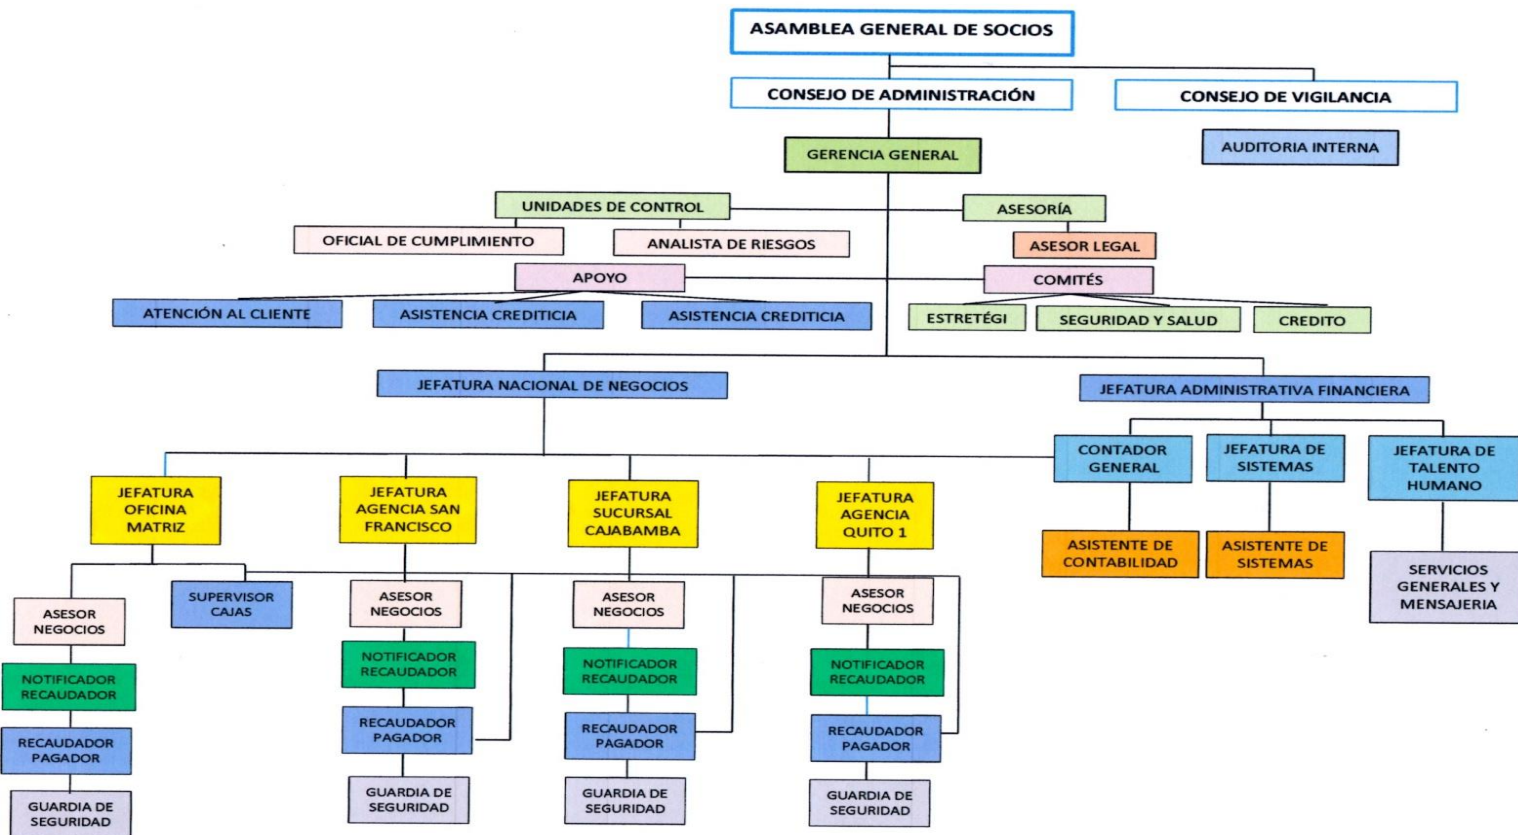 ASAMBLEA GENERAL DE SOCIOS
CONSEJO DE ADMINISTRACIÓN
CONSEJO DE VIGILANCIA
AUDITORIA INTERNA
GERENCIA GENERAL
UNIDADES DE CONTROL
ASESORÍA
OFICIAL DE CUMPLIMIENTO
ANALISTA DE RIESGOS
ASESOR LEGAL
APOYO
COMITÉS
ATENCIÓN AL CLIENTE
ASISTENCIA CREDITICIA
ASISTENCIA CREDITICIA
ESTRETÉGI
SEGURIDAD Y SALUD
CREDITO
JEFATURA NACIONAL DE NEGOCIOS
JEFATURA ADMINISTRATIVA FINANCIERA
CONTADOR
GENERAL
JEFATURA DE
SISTEMAS
JEFATURA DE
TALENTO
HUMANO
JEFATURA
OFICINA
MATRIZ
JEFATURA
AGENCIA SAN
FRANCISCO
JEFATURA
SUCURSAL
CAJABAMBA
JEFATURA
AGENCIA
QUITO 1
ASISTENTE DE
CONTABILIDAD
ASISTENTE DE
SISTEMAS
SERVICIOS
GENERALES Y
MENSAJERIA
ASESOR
NEGOCIOS
SUPERVISOR
CAJAS
ASESOR
NEGOCIOS
ASESOR
NEGOCIOS
ASESOR
NEGOCIOS
NOTIFICADOR
RECAUDADOR
NOTIFICADOR
RECAUDADOR
NOTIFICADOR
RECAUDADOR
NOTIFICADOR
RECAUDADOR
RECAUDADOR
PAGADOR
RECAUDADOR
PAGADOR
RECAUDADOR
PAGADOR
RECAUDADOR
PAGADOR
GUARDIA DE
SEGURIDAD
GUARDIA DE
SEGURIDAD
GUARDIA DE
SEGURIDAD
GUARDIA DE
SEGURIDAD